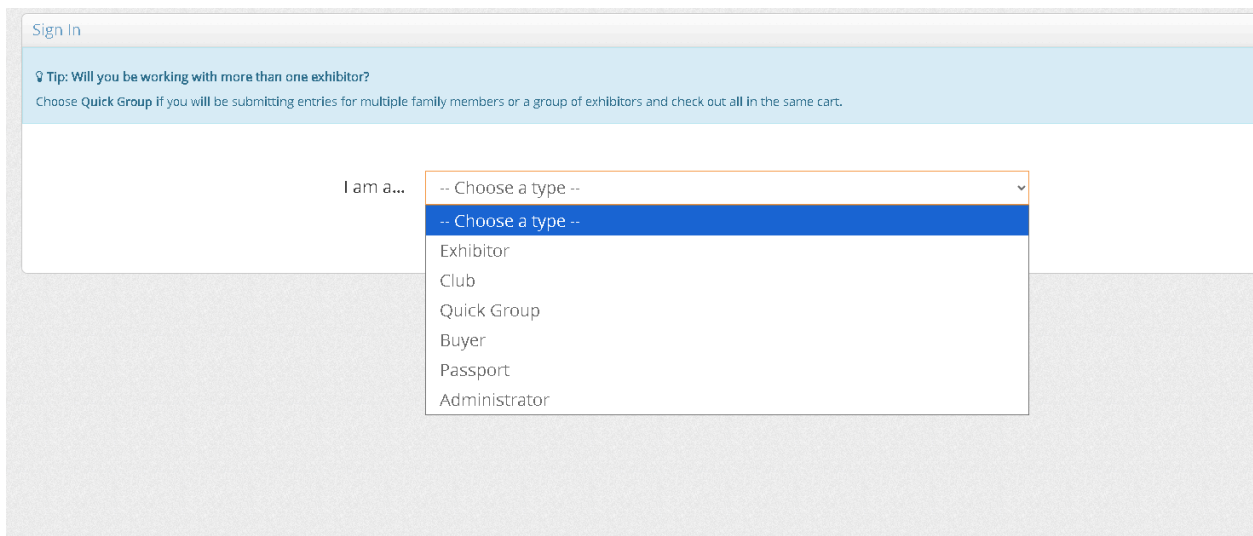 Sign In
Tip: Will you be working with more than one exhibitor?
Choose Quick Group if you will be submitting entries for multiple family members or a group of exhibitors and check out all in the same cart.
I am a...
-- Choose a type --
-- Choose a type --
Exhibitor
Club
Quick Group
Buyer
Passport
Administrator